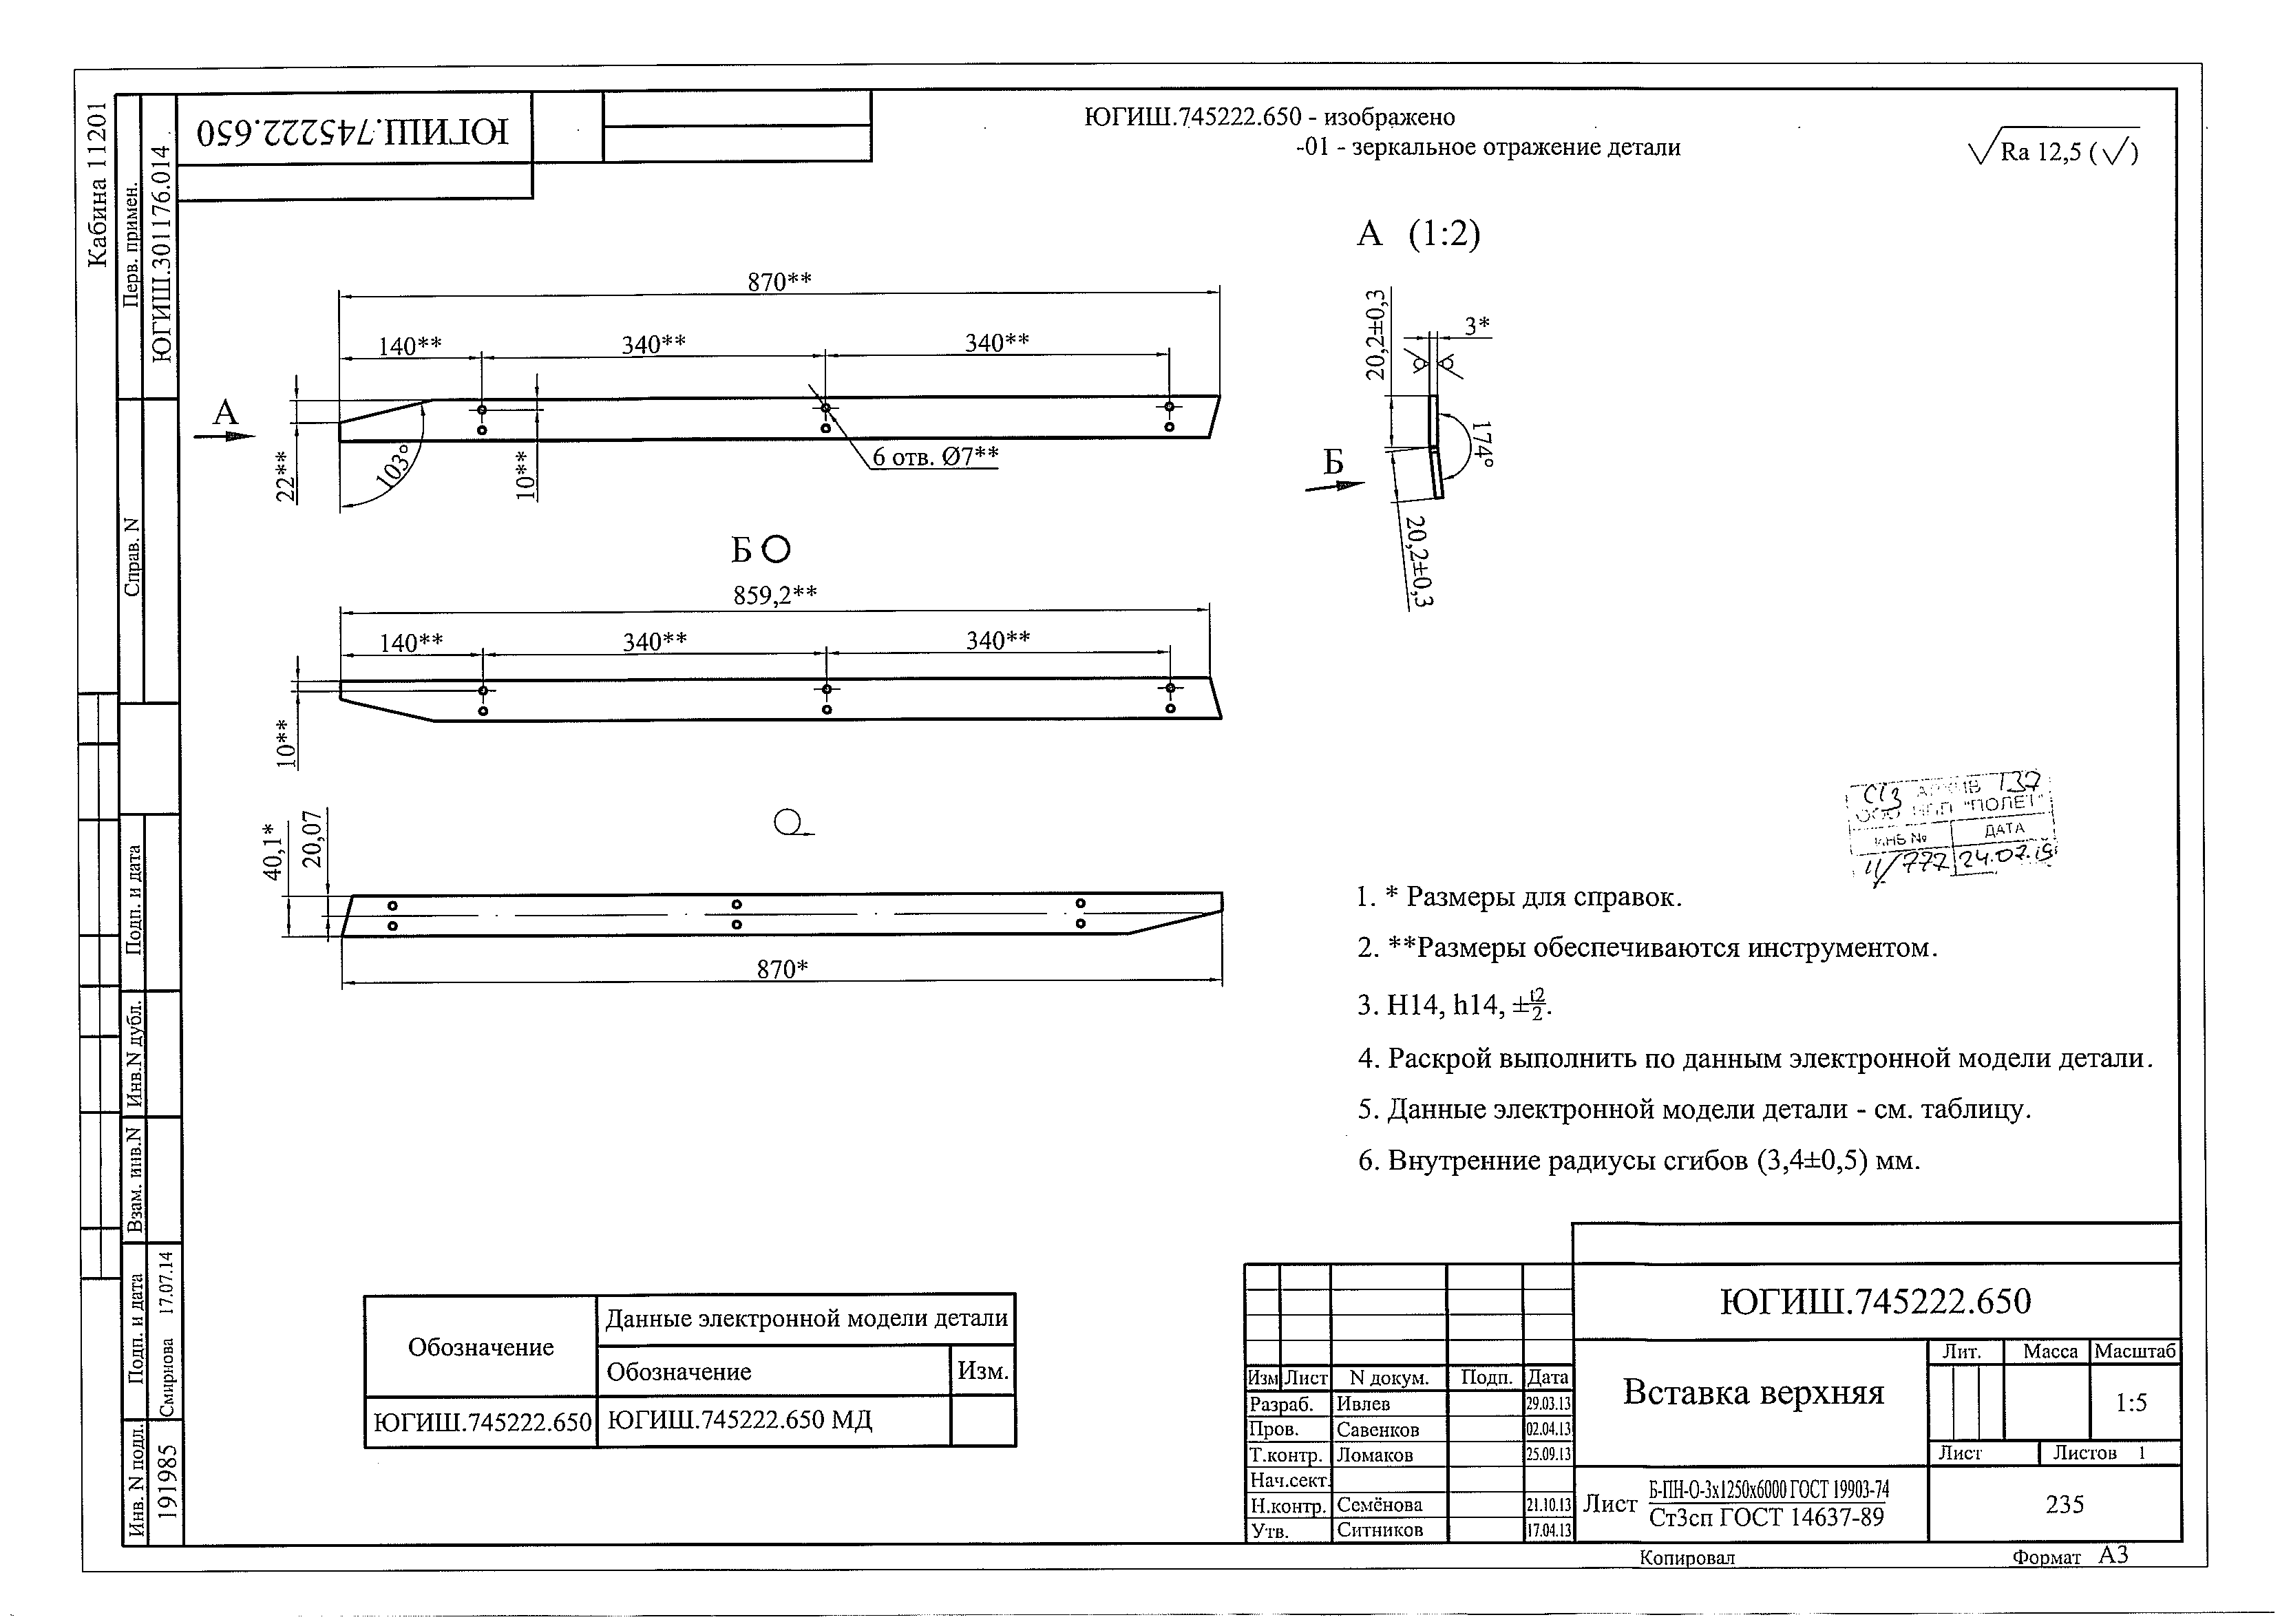 Кабина 11201
Перв. примен.
ЮГИШ.301176.014
Справ. N
Подп. и дата
Инв.N дубл.
Взам. инв.N
Подп. и дата
Смирнова 17.07.14
Инв. N подл.
191985
ЮГИШ.745222.650
ЮГИШ.745222.650 - изображено
-01 - зеркальное отражение детали
Ra 12,5 (√)
870**
140**
340**
340**
А
22**
103°
10**
6 отв. Ø7**
А (1:2)
20,2±0,3
3*
174°
Б
20,2±0,3
Б
859,2**
140**
340**
340**
10**
40,1*
20,07
870*
АРХИВ 137
ООО НПП "ПОЛЕТ"
ИНВ № ДАТА
11/777 24.07.19
1. * Размеры для справок.
2. **Размеры обеспечиваются инструментом.
3. H14, h14, ±t2/2.
4. Раскрой выполнить по данным электронной модели детали.
5. Данные электронной модели детали - см. таблицу.
6. Внутренние радиусы сгибов (3,4±0,5) мм.
Обозначение
Данные электронной модели детали
Обозначение Изм.
ЮГИШ.745222.650 ЮГИШ.745222.650 МД
ЮГИШ.745222.650
Изм Лист N докум. Подп. Дата
Разраб. Ивлев 29.03.13
Пров. Савенков 02.04.13
Т.контр. Ломаков 25.09.13
Нач.сект.
Н.контр. Семёнова 21.10.13
Утв. Ситников 17.04.13
Вставка верхняя
Лит. Масса Масштаб
1:5
Лист Листов 1
Лист Б-ПН-О-3х1250х6000 ГОСТ 19903-74
Ст3сп ГОСТ 14637-89
235
Копировал Формат А3